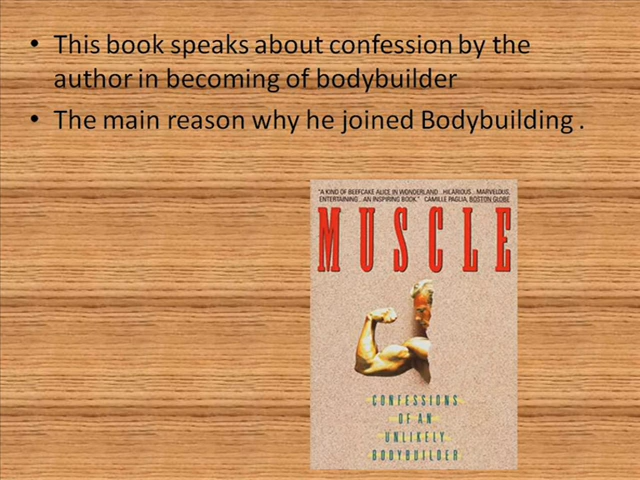 • This book speaks about confession by the
author in becoming of bodybuilder
• The main reason why he joined Bodybuilding .
"A KIND OF BEEFCAKE ALICE IN WONDERLAND...HILARIOUS... MARVELOUS,
ENTERTAINING...AN INSPIRING BOOK." CAMILLE PAGLIA, BOSTON GLOBE
MUSCLE
CONFESSIONS
OF AN
UNLIKELY
BODYBUILDER